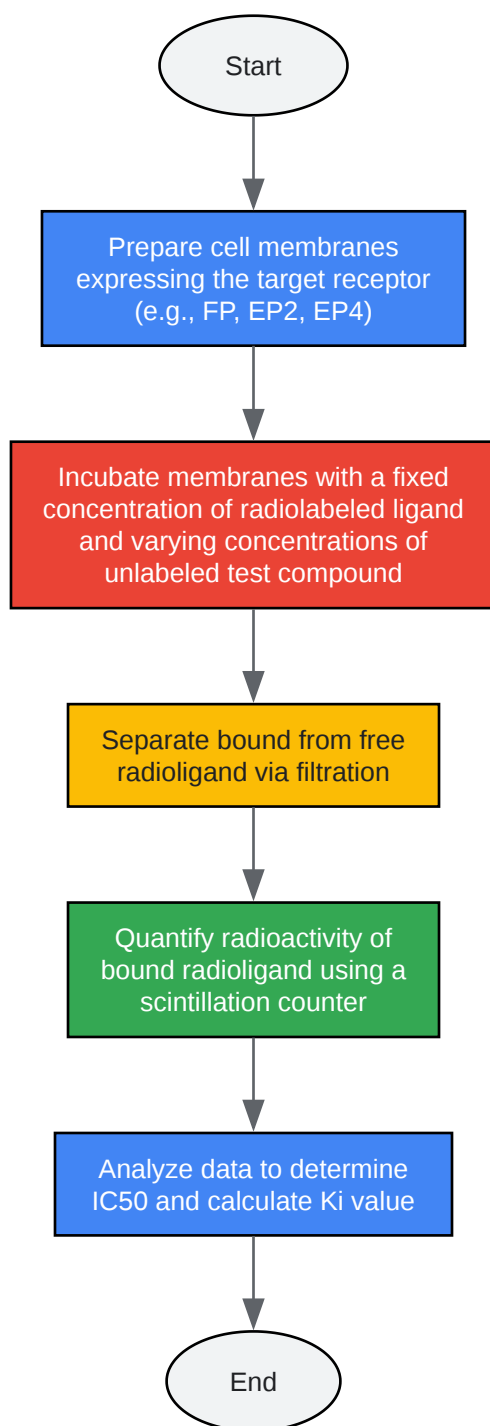 Start
Prepare cell membranes
expressing the target receptor
(e.g., FP, EP2, EP4)
Incubate membranes with a fixed
concentration of radiolabeled ligand
and varying concentrations of
unlabeled test compound
Separate bound from free
radioligand via filtration
Quantify radioactivity of
bound radioligand using a
scintillation counter
Analyze data to determine
IC50 and calculate Ki value
End